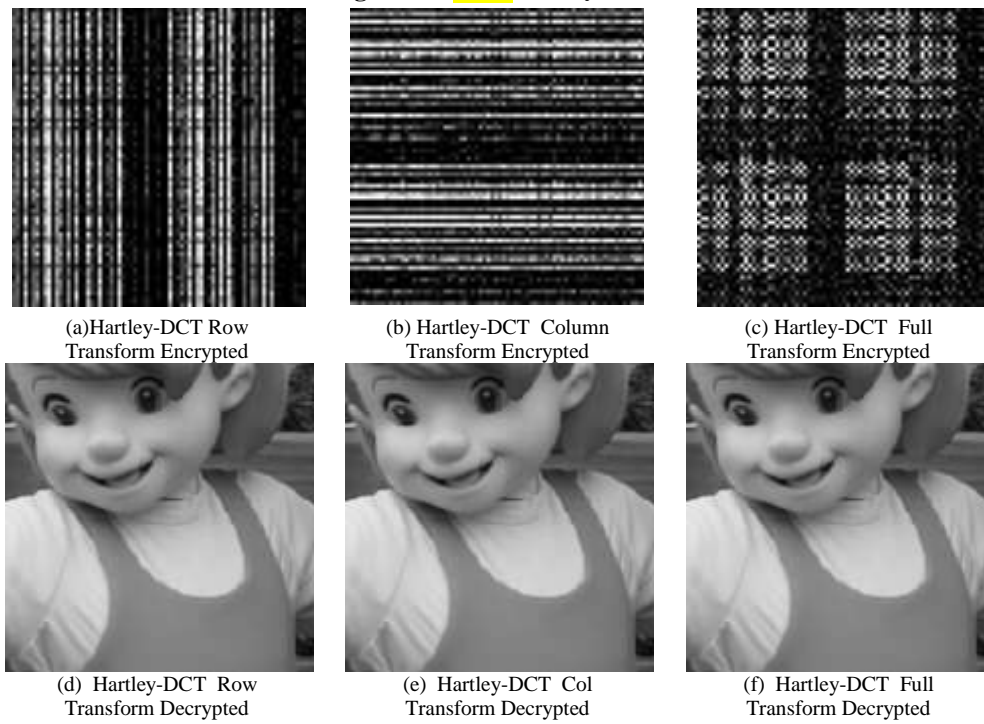 (a)Hartley-DCT Row
Transform Encrypted
(b) Hartley-DCT Column
Transform Encrypted
(c) Hartley-DCT Full
Transform Encrypted
(d) Hartley-DCT Row
Transform Decrypted
(e) Hartley-DCT Col
Transform Decrypted
(f) Hartley-DCT Full
Transform Decrypted